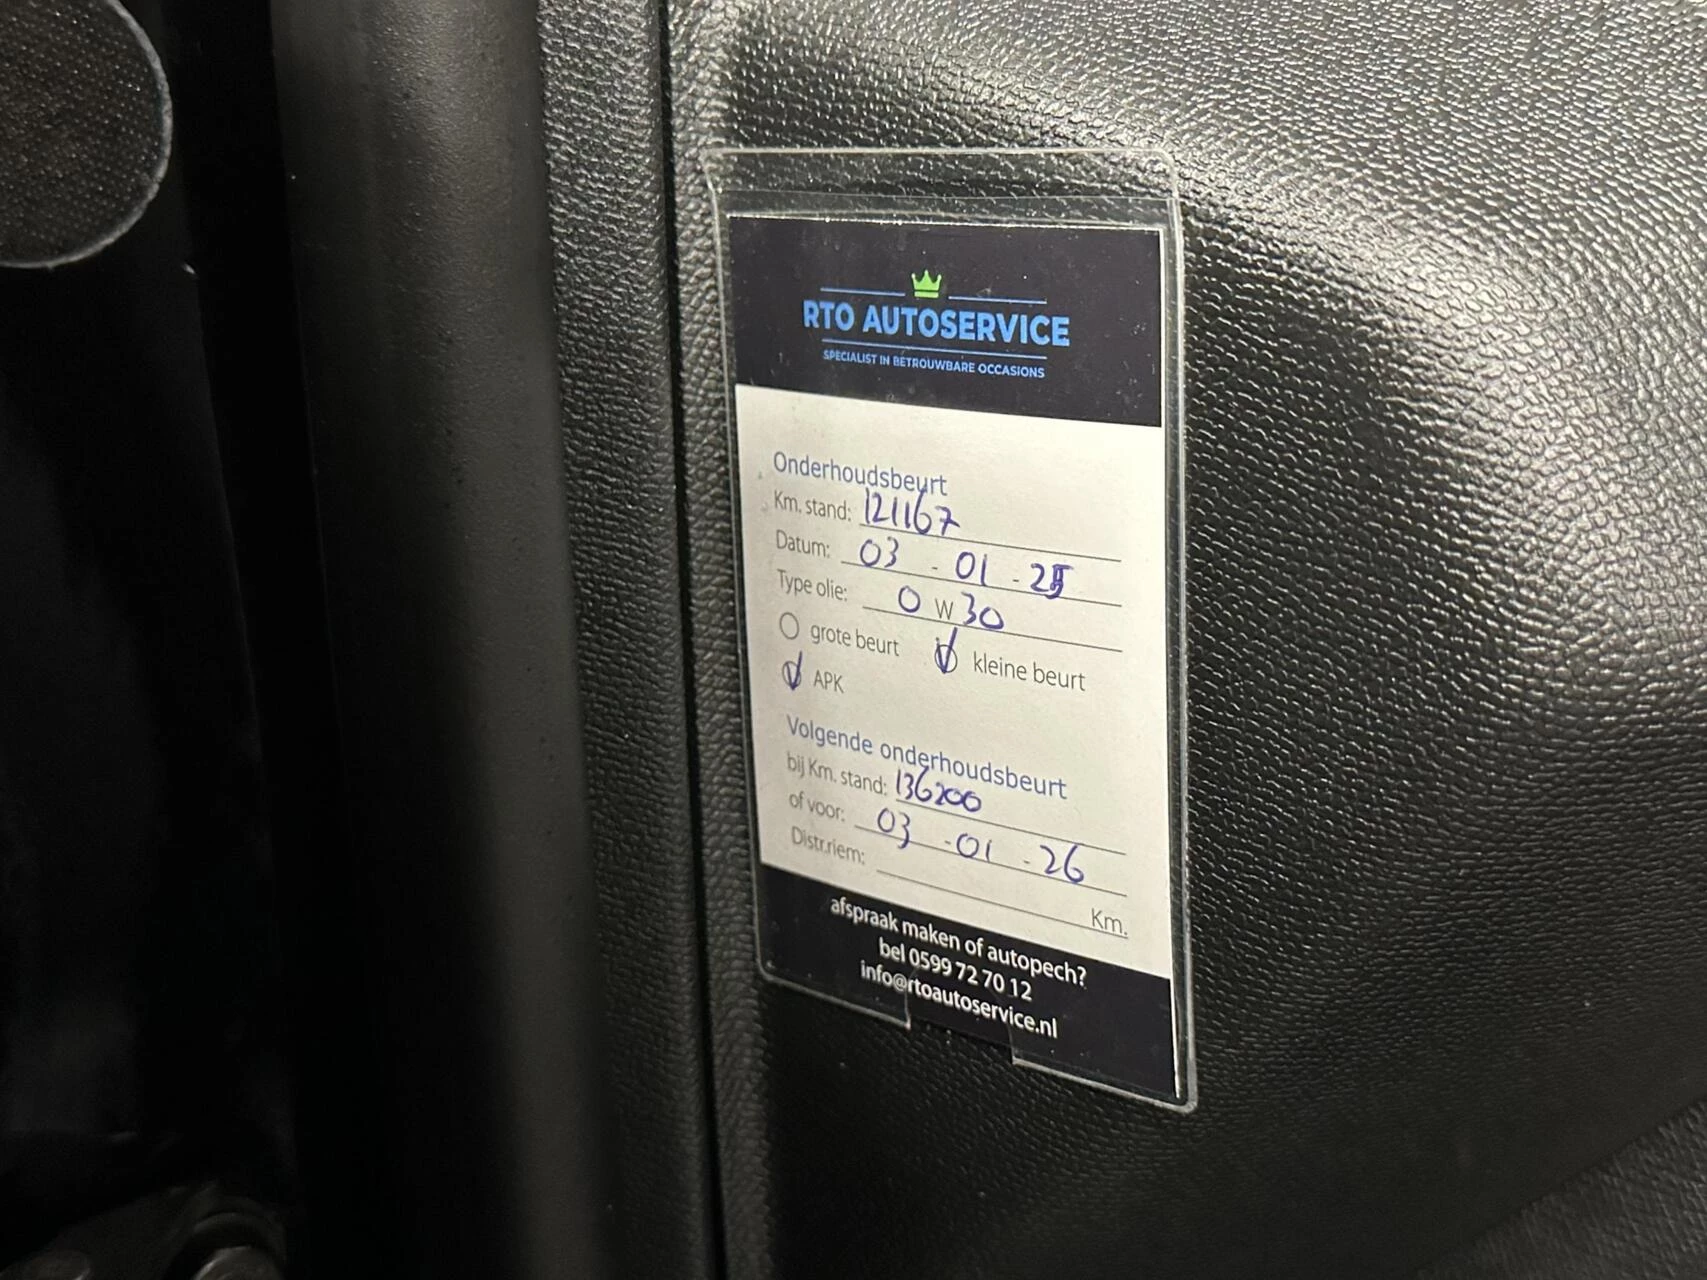 RTO AUTOSERVICE
SPECIALIST IN BETROUWBARE OCCASIONS
Onderhoudsbeurt
Km. stand: 121167
Datum: 03 - 01 - 25
Type olie: 0 W 30
grote beurt kleine beurt
APK
Volgende onderhoudsbeurt
bij Km. stand: 136200
of voor: 03 - 01 - 26
Distr.riem: Km.
afspraak maken of autopech?
bel 0599 72 70 12
info@rtoautoservice.nl